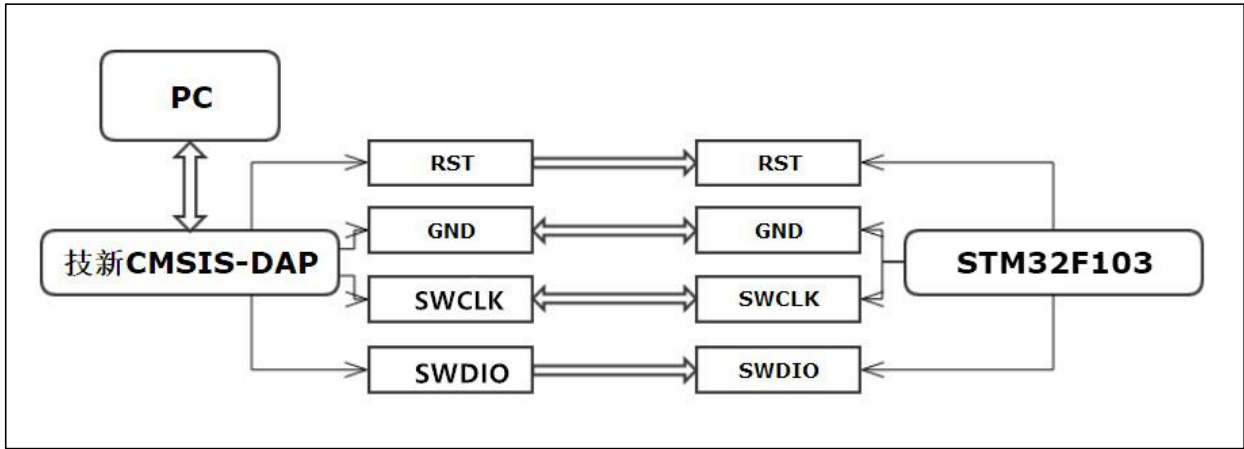 PC
RST
RST
GND
GND
技新CMSIS-DAP
STM32F103
SWCLK
SWCLK
SWDIO
SWDIO